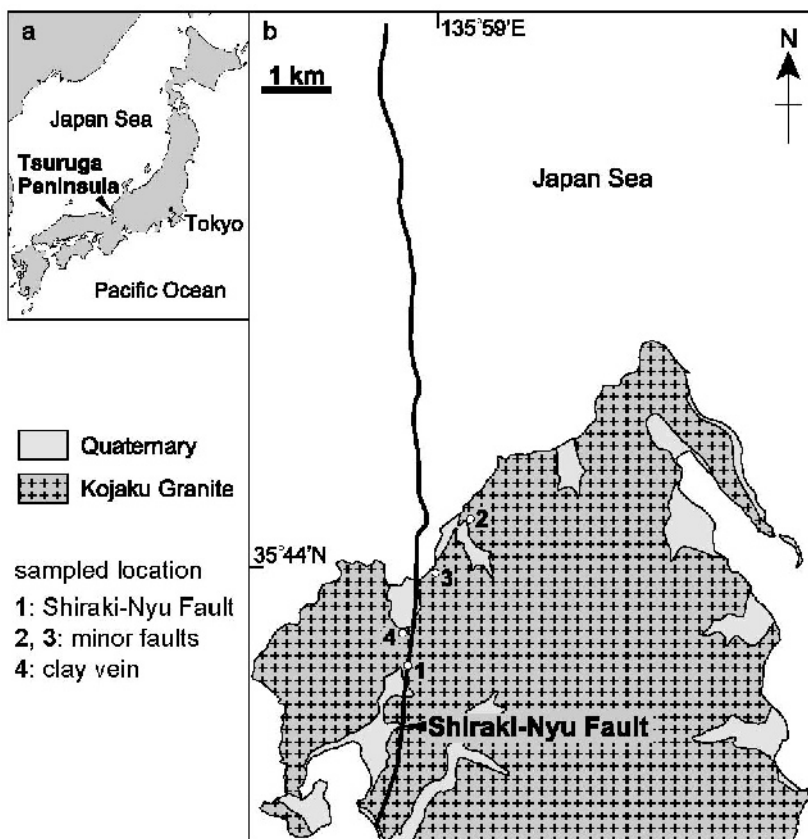 a
Japan Sea
Tsuruga
Peninsula
Tokyo
Pacific Ocean
b
135°59'E
1 km
N
Japan Sea
Quaternary
Kojaku Granite
35°44'N
sampled location
1: Shiraki-Nyu Fault
2, 3: minor faults
4: clay vein
2
3
4
1
Shiraki-Nyu Fault